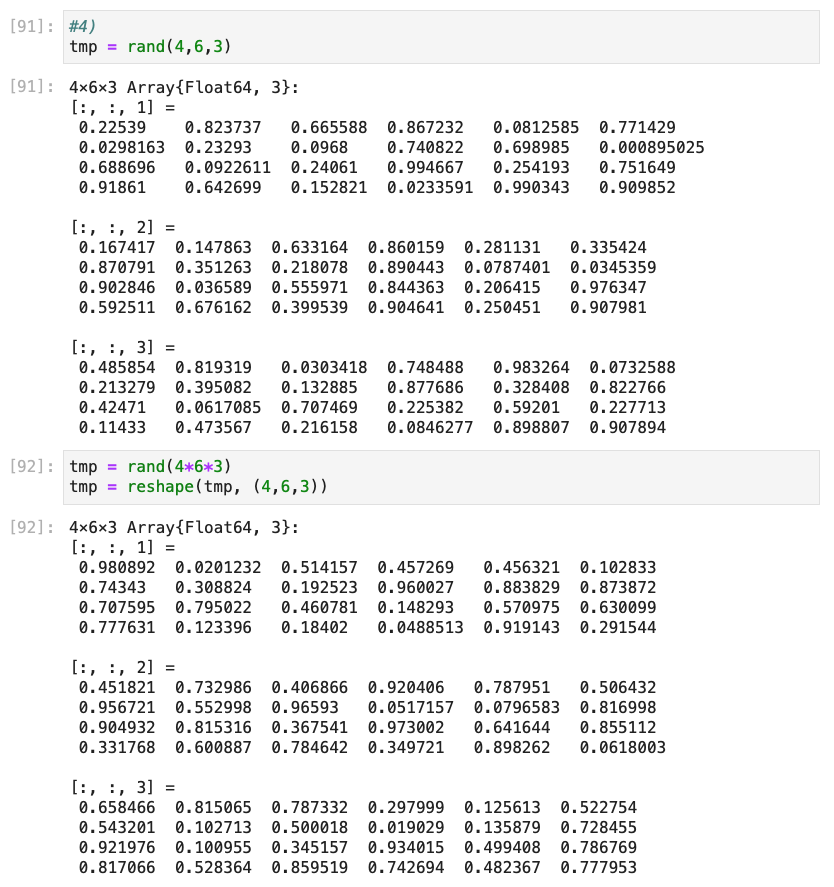 [91]: #4)
tmp = rand(4,6,3)
[91]: 4×6×3 Array{Float64, 3}:
[:, :, 1] =
0.22539 0.823737 0.665588 0.867232 0.0812585 0.771429
0.0298163 0.23293 0.0968 0.740822 0.698985 0.000895025
0.688696 0.0922611 0.24061 0.994667 0.254193 0.751649
0.91861 0.642699 0.152821 0.0233591 0.990343 0.909852
[:, :, 2] =
0.167417 0.147863 0.633164 0.860159 0.281131 0.335424
0.870791 0.351263 0.218078 0.890443 0.0787401 0.0345359
0.902846 0.036589 0.555971 0.844363 0.206415 0.976347
0.592511 0.676162 0.399539 0.904641 0.250451 0.907981
[:, :, 3] =
0.485854 0.819319 0.0303418 0.748488 0.983264 0.0732588
0.213279 0.395082 0.132885 0.877686 0.328408 0.822766
0.42471 0.0617085 0.707469 0.225382 0.59201 0.227713
0.11433 0.473567 0.216158 0.0846277 0.898807 0.907894
[92]: tmp = rand(4*6*3)
tmp = reshape(tmp, (4,6,3))
[92]: 4×6×3 Array{Float64, 3}:
[:, :, 1] =
0.980892 0.0201232 0.514157 0.457269 0.456321 0.102833
0.74343 0.308824 0.192523 0.960027 0.883829 0.873872
0.707595 0.795022 0.460781 0.148293 0.570975 0.630099
0.777631 0.123396 0.18402 0.0488513 0.919143 0.291544
[:, :, 2] =
0.451821 0.732986 0.406866 0.920406 0.787951 0.506432
0.956721 0.552998 0.96593 0.0517157 0.0796583 0.816998
0.904932 0.815316 0.367541 0.973002 0.641644 0.855112
0.331768 0.600887 0.784642 0.349721 0.898262 0.0618003
[:, :, 3] =
0.658466 0.815065 0.787332 0.297999 0.125613 0.522754
0.543201 0.102713 0.500018 0.019029 0.135879 0.728455
0.921976 0.100955 0.345157 0.934015 0.499408 0.786769
0.817066 0.528364 0.859519 0.742694 0.482367 0.777953